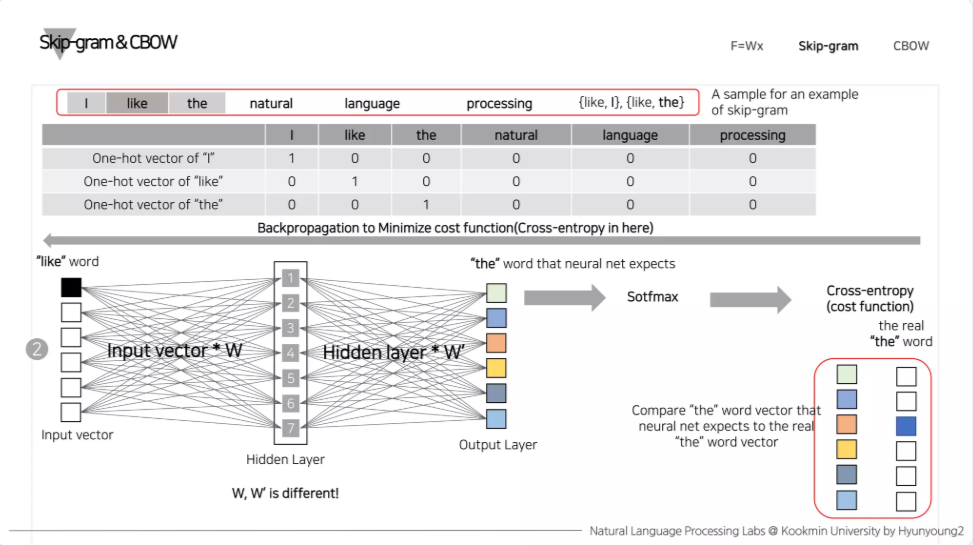 Skip-gram & CBOW
F=Wx Skip-gram CBOW
I like the natural language processing {like, I}, {like, the}
A sample for an example
of skip-gram
I like the natural language processing
One-hot vector of "I" 1 0 0 0 0 0
One-hot vector of "like" 0 1 0 0 0 0
One-hot vector of "the" 0 0 1 0 0 0
Backpropagation to Minimize cost function(Cross-entropy in here)
"like" word
"the" word that neural net expects
1
2
3
4
5
6
7
2
Input vector * W
Hidden layer * W'
Input vector
Hidden Layer
Output Layer
W, W' is different!
Sotfmax
Cross-entropy
(cost function)
the real
"the" word
Compare "the" word vector that
neural net expects to the real
"the" word vector
Natural Language Processing Labs @ Kookmin University by Hyunyoung2